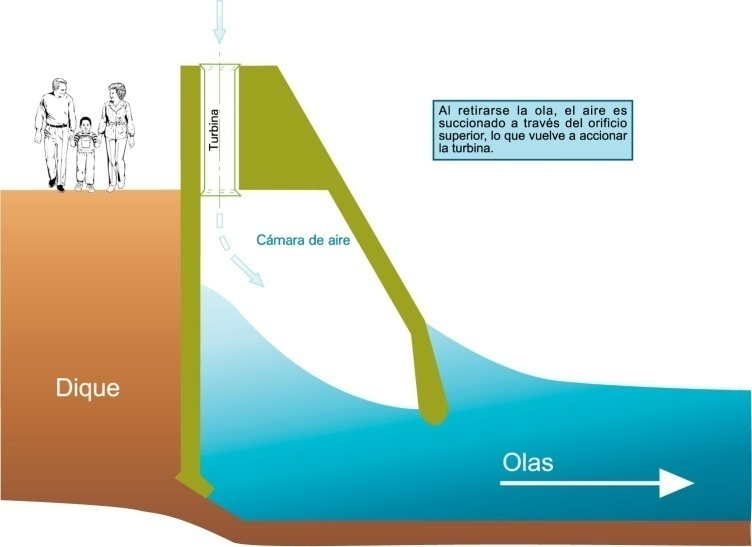 Turbina
Al retirarse la ola, el aire es
succionado a través del orificio
superior, lo que vuelve a accionar
la turbina.
Cámara de aire
Dique
Olas